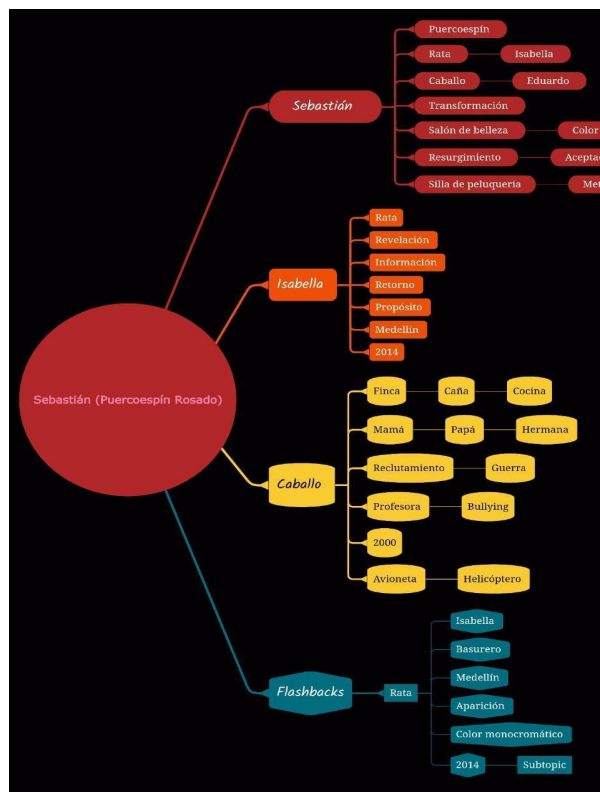 Sebastián (Puercoespín Rosado)
Sebastián
Puercoespín
Rata Isabella
Caballo Eduardo
Transformación
Salón de belleza Color
Resurgimiento
Silla de peluquería
Isabella
Rata
Revelación
Información
Retorno
Propósito
Medellín
2014
Caballo
Finca Caña Cocina
Mamá Papá Hermana
Reclutamiento Guerra
Profesora Bullying
2000
Avioneta Helicóptero
Flashbacks
Rata
Isabella
Basurero
Medellín
Aparición
Color monocromático
2014 Subtopic